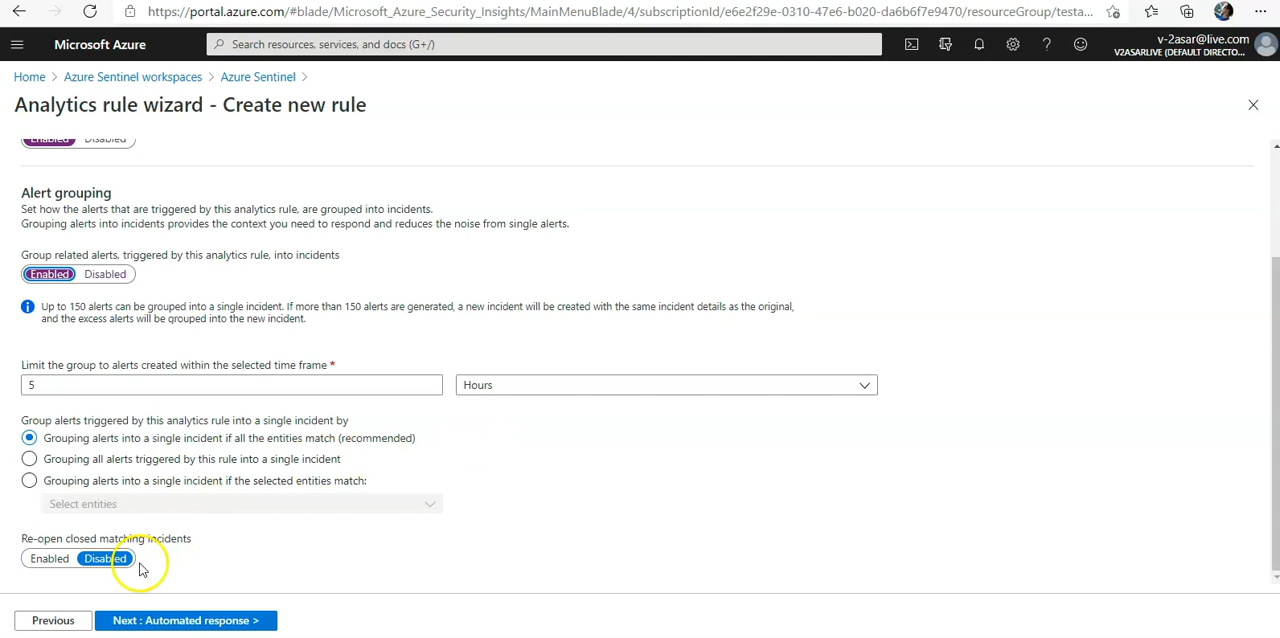 https://portal.azure.com/#blade/Microsoft_Azure_Security_Insights/MainMenuBlade/4/subscriptionId/e6e2f29e-0310-47e6-b020-da6b6f7e9470/resourceGroup/testa...
Microsoft Azure
Search resources, services, and docs (G+/)
v-2asar@live.com
V2ASARLIVE (DEFAULT DIRECTO...
Home > Azure Sentinel workspaces > Azure Sentinel >
Analytics rule wizard - Create new rule
Enabled Disabled
Alert grouping
Set how the alerts that are triggered by this analytics rule, are grouped into incidents.
Grouping alerts into incidents provides the context you need to respond and reduces the noise from single alerts.
Group related alerts, triggered by this analytics rule, into incidents
Enabled Disabled
Up to 150 alerts can be grouped into a single incident. If more than 150 alerts are generated, a new incident will be created with the same incident details as the original,
and the excess alerts will be grouped into the new incident.
Limit the group to alerts created within the selected time frame *
5 Hours
Group alerts triggered by this analytics rule into a single incident by
Grouping alerts into a single incident if all the entities match (recommended)
Grouping all alerts triggered by this rule into a single incident
Grouping alerts into a single incident if the selected entities match:
Select entities
Re-open closed matching incidents
Enabled Disabled
Previous Next : Automated response >